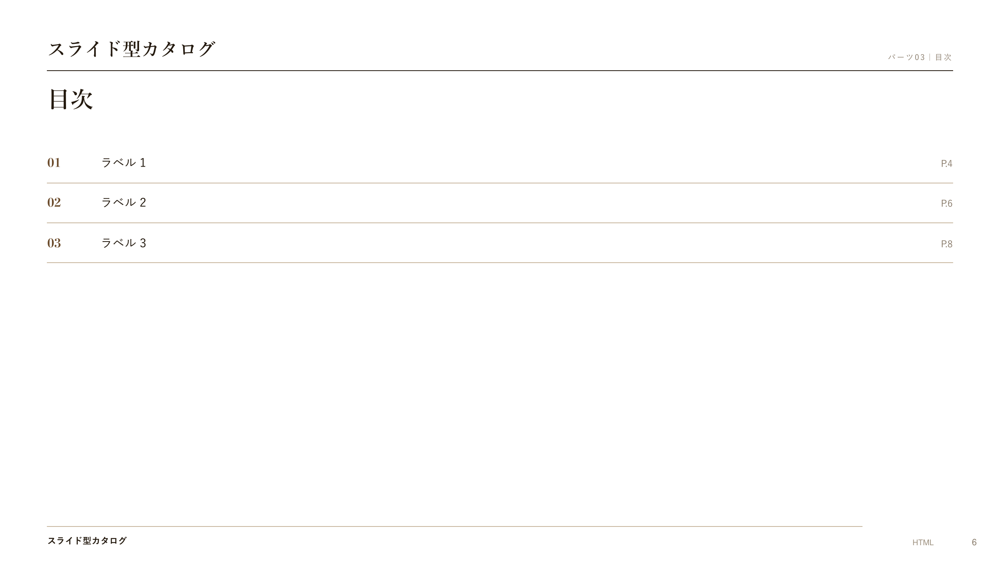 スライド型カタログ
パーツ03｜目次
目次
01 ラベル 1 P.4
02 ラベル 2 P.6
03 ラベル 3 P.8
スライド型カタログ HTML 6